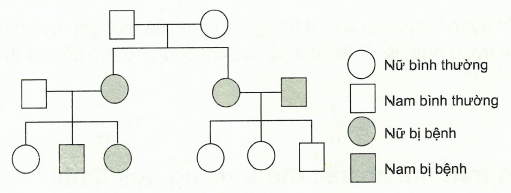 Nữ bình thường
Nam bình thường
Nữ bị bệnh
Nam bị bệnh